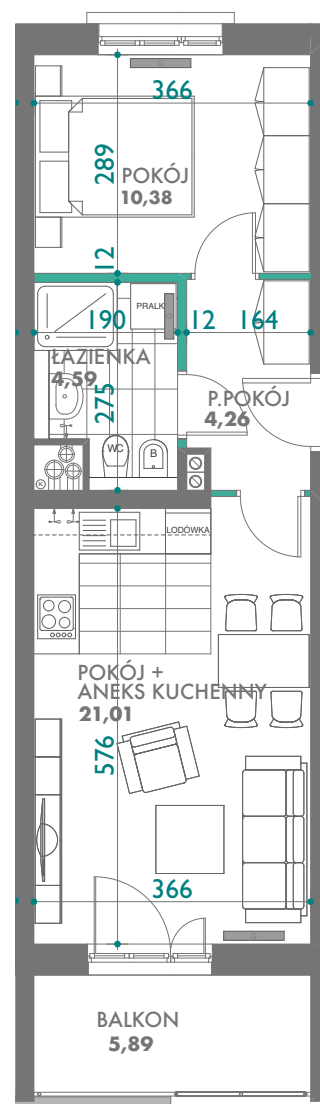 G
366
289
POKÓJ
10,38
12
PRALK
G
190
12
164
ŁAZIENKA
4,59
275
P.POKÓJ
4,26
WC
B
K
LODÓWKA
POKÓJ +
ANEKS KUCHENNY
21,01
576
366
G
BALKON
5,89